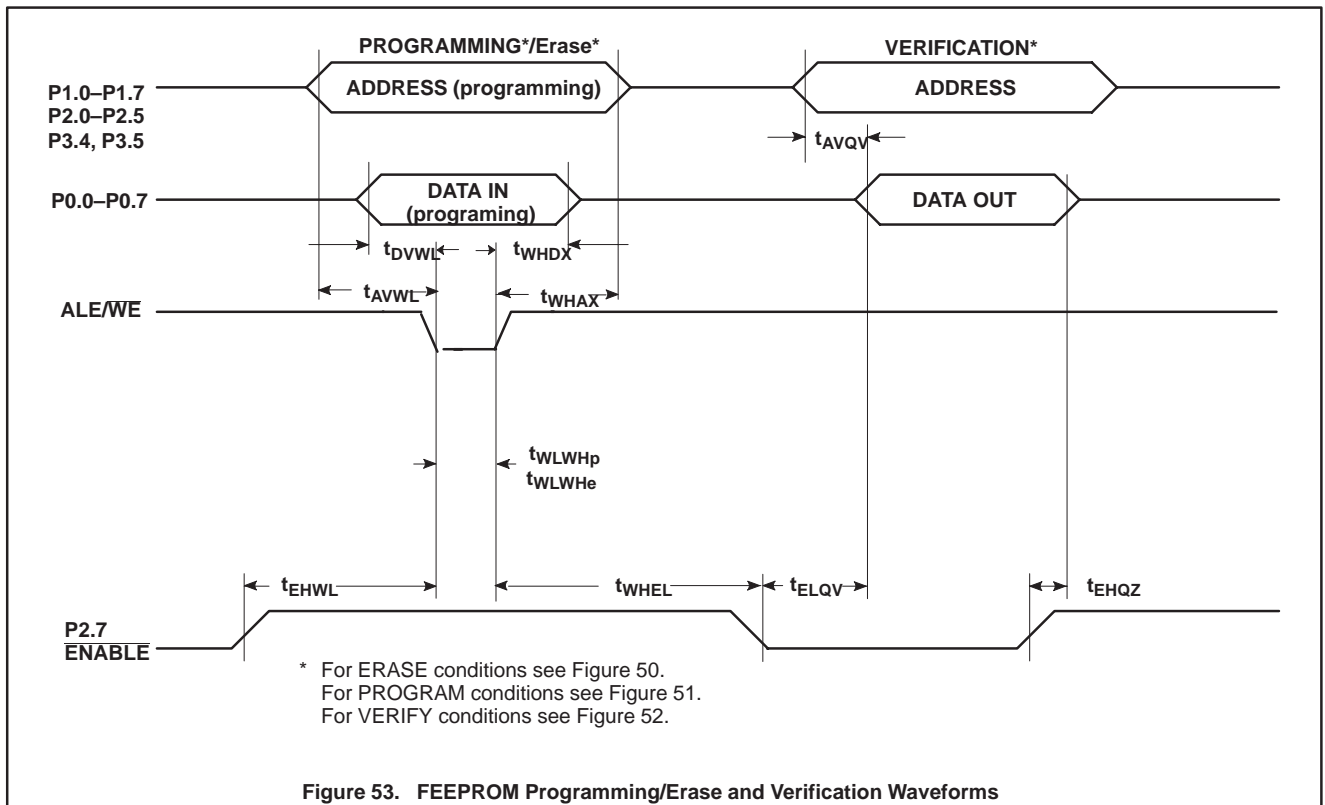 PROGRAMMING*/Erase*
VERIFICATION*
P1.0–P1.7
P2.0–P2.5
P3.4, P3.5
ADDRESS (programming)
ADDRESS
tAVQV
P0.0–P0.7
DATA IN
(programing)
DATA OUT
tDVWL
tWHDX
tAVWL
tWHAX
ALE/WE
tWLWHp
tWLWHe
tEHWL
tWHEL
tELQV
tEHQZ
P2.7
ENABLE
* For ERASE conditions see Figure 50.
For PROGRAM conditions see Figure 51.
For VERIFY conditions see Figure 52.
Figure 53. FEEPROM Programming/Erase and Verification Waveforms